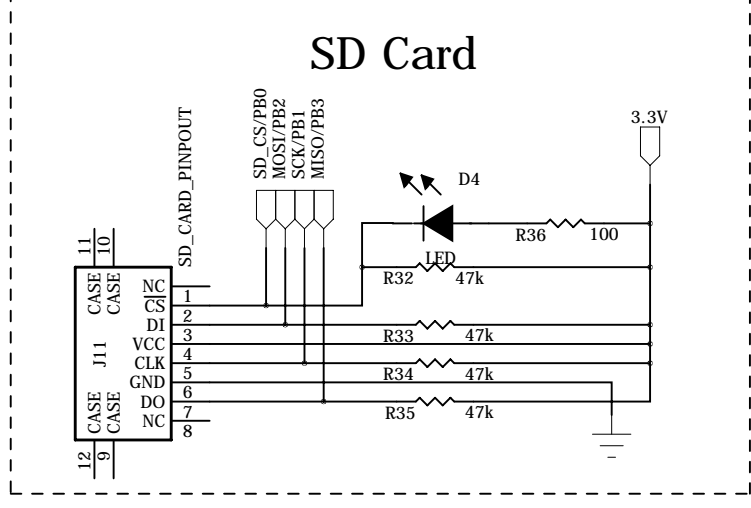 SD Card
SD_CARD_PINPOUT
SD_CS/PB0
MOSI/PB2
SCK/PB1
MISO/PB3
3.3V
D4
LED
R36 100
R32 47k
R33 47k
R34 47k
R35 47k
11 10
CASE
CASE
J11
CASE
CASE
12 9
NC 1
CS 2
DI 3
VCC 4
CLK 5
GND 6
DO 7
NC 8